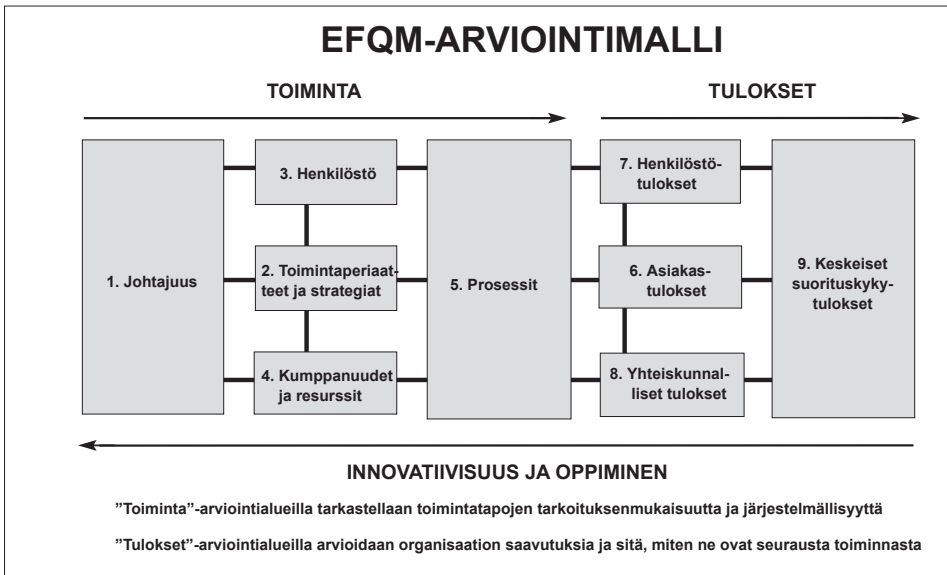 EFQM-ARVIOINTIMALLI
TOIMINTA
TULOKSET
1. Johtajuus
3. Henkilöstö
2. Toimintaperiaat-
teet ja strategiat
4. Kumppanuudet
ja resurssit
5. Prosessit
7. Henkilöstö-
tulokset
6. Asiakas-
tulokset
8. Yhteiskunnal-
liset tulokset
9. Keskeiset
suorituskyky-
tulokset
INNOVATIIVISUUS JA OPPIMINEN
”Toiminta”-arviointialueilla tarkastellaan toimintatapojen tarkoituksenmukaisuutta ja järjestelmällisyyttä
”Tulokset”-arviointialueilla arvioidaan organisaation saavutuksia ja sitä, miten ne ovat seurausta toiminnasta